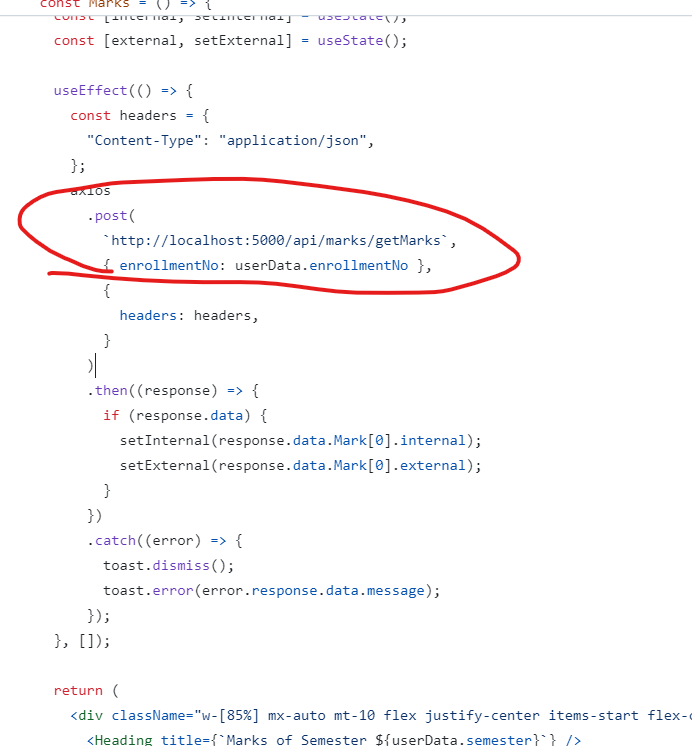 const Marks = () => {
const [internal, setInternal] = useState();
const [external, setExternal] = useState();
useEffect(() => {
const headers = {
"Content-Type": "application/json",
};
axios
.post(
`http://localhost:5000/api/marks/getMarks`,
{ enrollmentNo: userData.enrollmentNo },
{
headers: headers,
}
)
.then((response) => {
if (response.data) {
setInternal(response.data.Mark[0].internal);
setExternal(response.data.Mark[0].external);
}
})
.catch((error) => {
toast.dismiss();
toast.error(error.response.data.message);
});
}, []);
return (
<div className="w-[85%] mx-auto mt-10 flex justify-center items-start flex-c
<Heading title={`Marks of Semester ${userData.semester}`} />